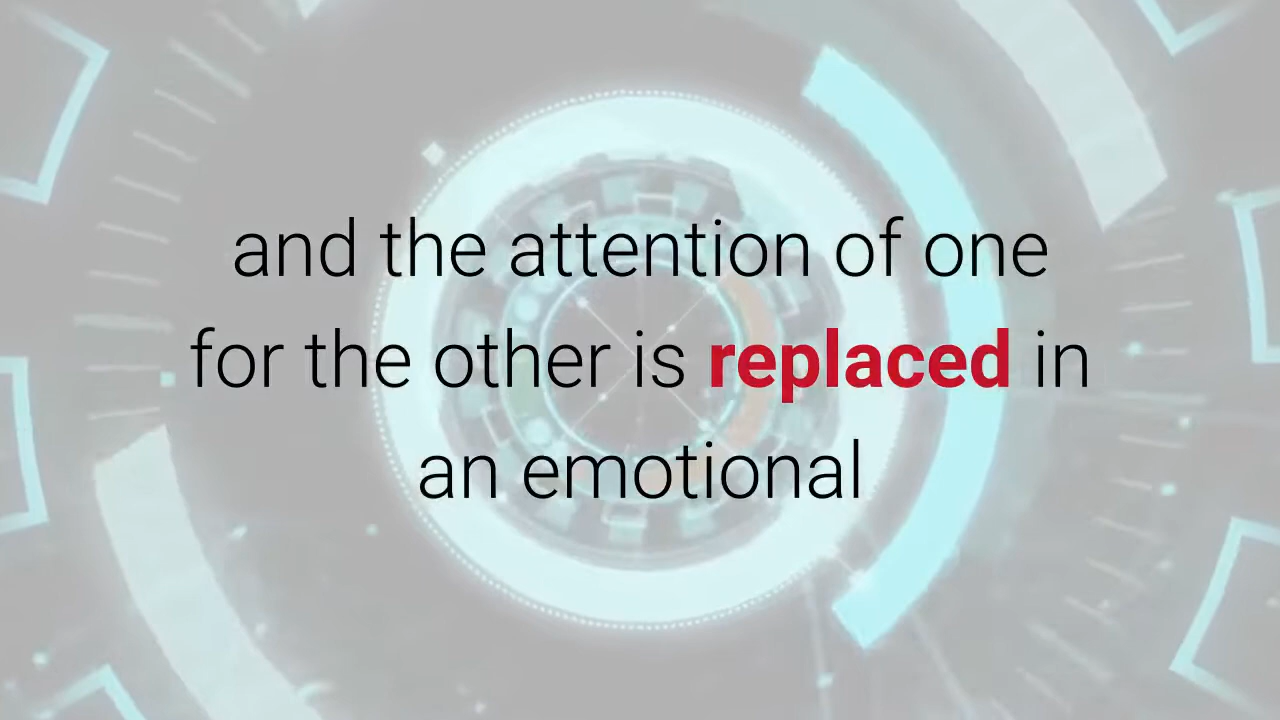 and the attention of one
for the other is replaced in
an emotional